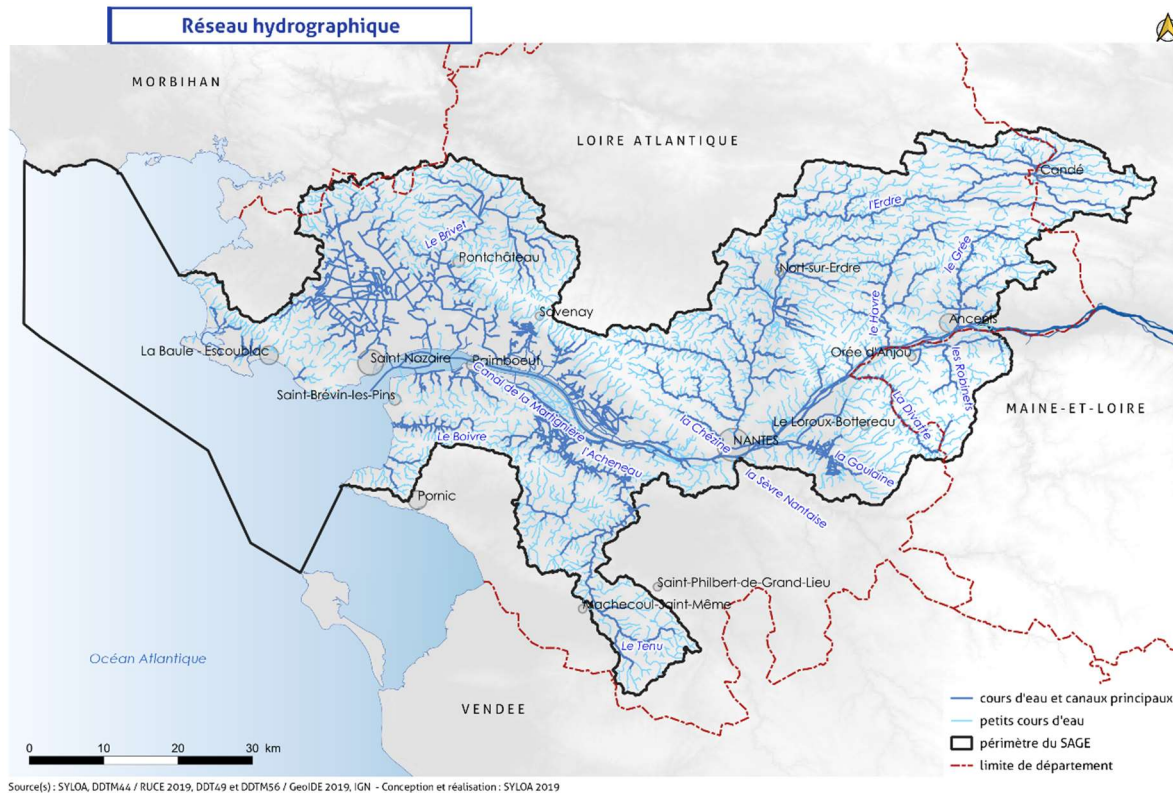 Réseau hydrographique
MORBIHAN
LOIRE ATLANTIQUE
Candé
l'Erdre
Le Brivet
Pontchâteau
le Grée
Nort-sur-Erdre
Savenay
le Havre
Ancenis
La Baule - Escoublac
Saint-Nazaire
Paimboeuf
Orée d'Anjou
les Robinets
Saint-Brévin-les-Pins
Canal de la Martignière
La Divatte
MAINE-ET-LOIRE
Le Loroux-Bottereau
la Chézine
NANTES
Le Boivre
l'Acheneau
la Goulaine
la Sèvre Nantaise
Pornic
Saint-Philbert-de-Grand-Lieu
Machecoul-Saint-Même
Le Tenu
Océan Atlantique
VENDEE
cours d'eau et canaux principaux
petits cours d'eau
périmètre du SAGE
limite de département
0 10 20 30 km
Source(s) : SYLOA, DDTM44 / RUCE 2019, DDT49 et DDTM56 / GeoIDE 2019, IGN - Conception et réalisation : SYLOA 2019